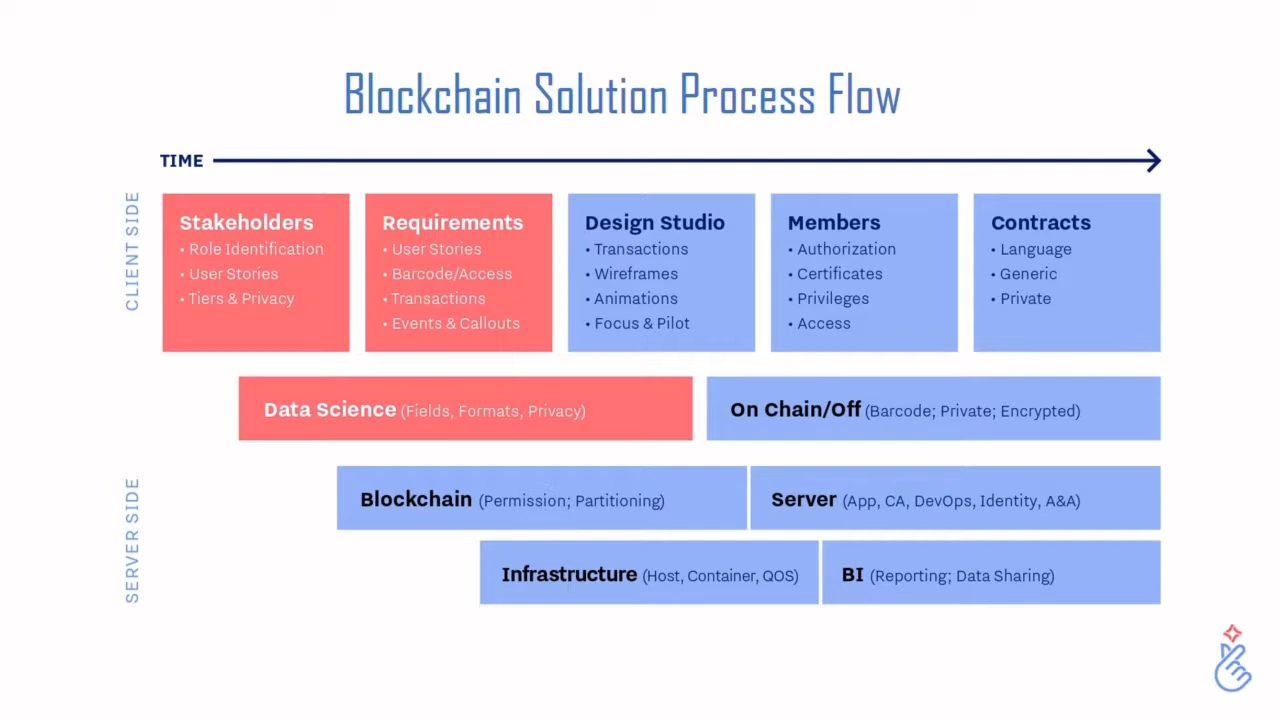 Blockchain Solution Process Flow
TIME
CLIENT SIDE
Stakeholders
• Role Identification
• User Stories
• Tiers & Privacy
Requirements
• User Stories
• Barcode/Access
• Transactions
• Events & Callouts
Design Studio
• Transactions
• Wireframes
• Animations
• Focus & Pilot
Members
• Authorization
• Certificates
• Privileges
• Access
Contracts
• Language
• Generic
• Private
Data Science (Fields, Formats, Privacy)
On Chain/Off (Barcode; Private; Encrypted)
SERVER SIDE
Blockchain (Permission; Partitioning)
Server (App, CA, DevOps, Identity, A&A)
Infrastructure (Host, Container, QOS)
BI (Reporting; Data Sharing)